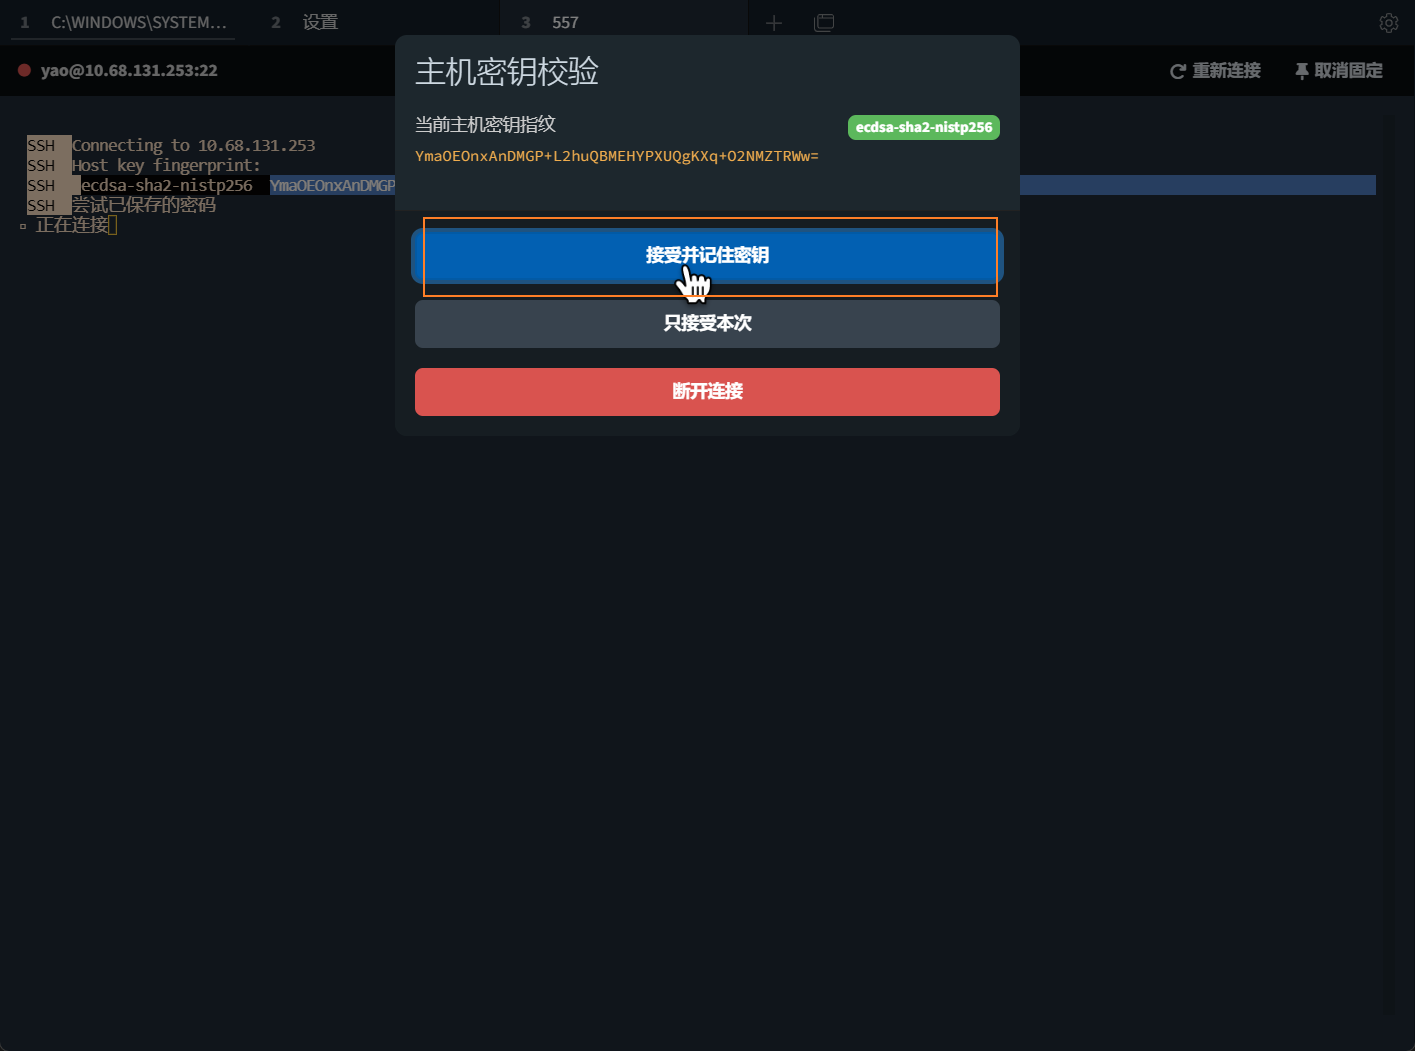 1 C:\WINDOWS\SYSTEM... 2 设置 3 557
yao@10.68.131.253:22 重新连接 取消固定
主机密钥校验
当前主机密钥指纹 ecdsa-sha2-nistp256
YmaOEOnxAnDMGP+L2huQBMEHYPXUQgKXq+O2NMZTRWw=
接受并记住密钥
只接受本次
断开连接
SSH Connecting to 10.68.131.253
SSH Host key fingerprint:
SSH ecdsa-sha2-nistp256 YmaOEOnxAnDMGP
SSH 尝试已保存的密码
正在连接